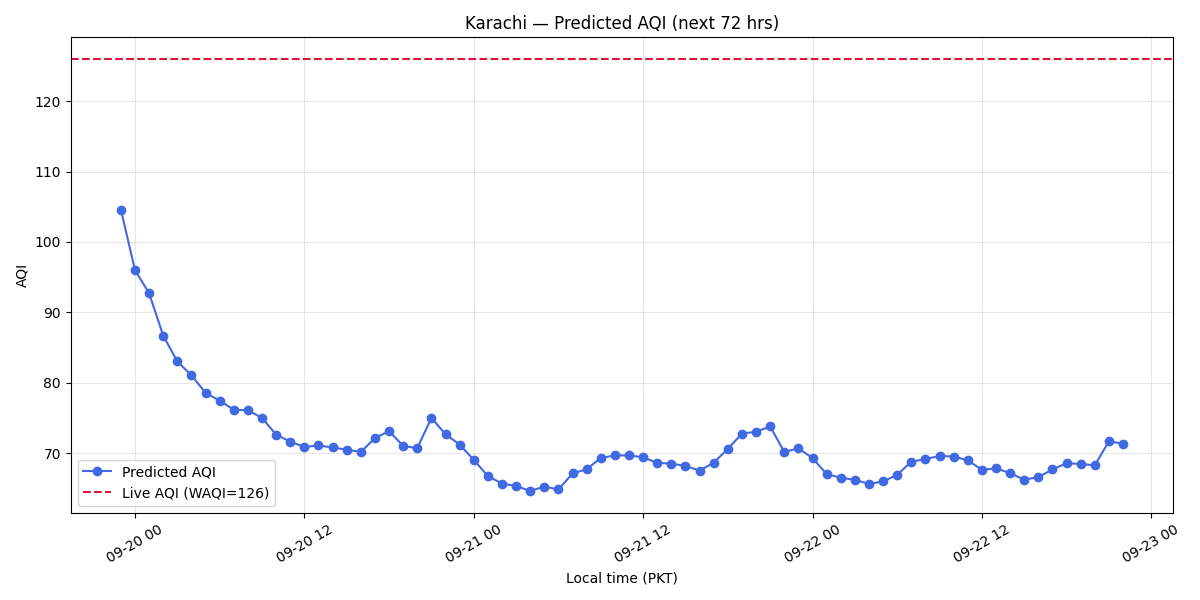 Karachi — Predicted AQI (next 72 hrs)
AQI
120
110
100
90
80
70
Predicted AQI
Live AQI (WAQI=126)
09-20 00
09-20 12
09-21 00
09-21 12
09-22 00
09-22 12
09-23 00
Local time (PKT)